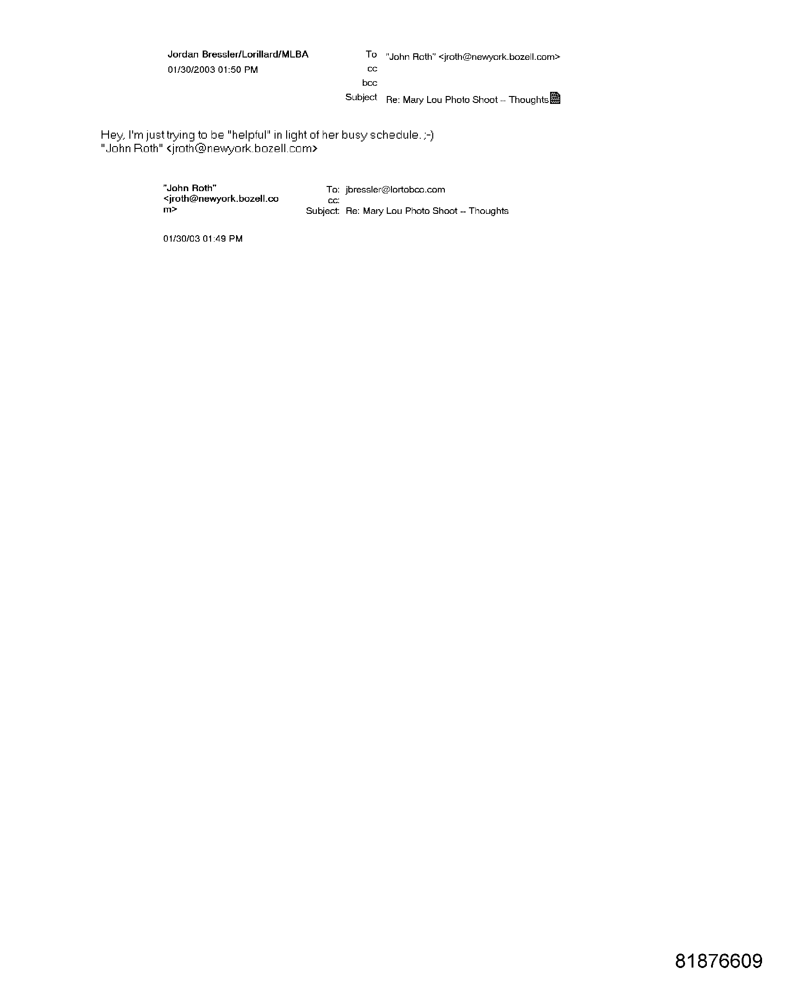 Jordan Bressler/Lorillard/MLBA
01/30/2003 01:50 PM
To "John Roth" <jroth@newyork.bozell.com>
cc
bcc
Subject Re: Mary Lou Photo Shoot -- Thoughts
Hey, I'm just trying to be "helpful" in light of her busy schedule. ;-)
"John Roth" <jroth@newyork.bozell.com>
"John Roth"
<jroth@newyork.bozell.co
m>
01/30/03 01:49 PM
To: jbressler@lortobco.com
cc:
Subject: Re: Mary Lou Photo Shoot -- Thoughts
81876609